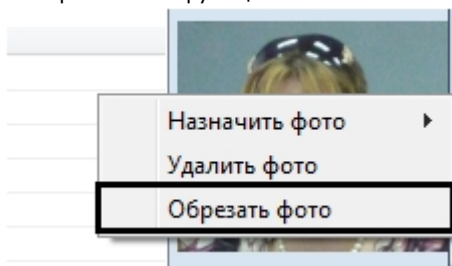 Назначить фото
Удалить фото
Обрезать фото